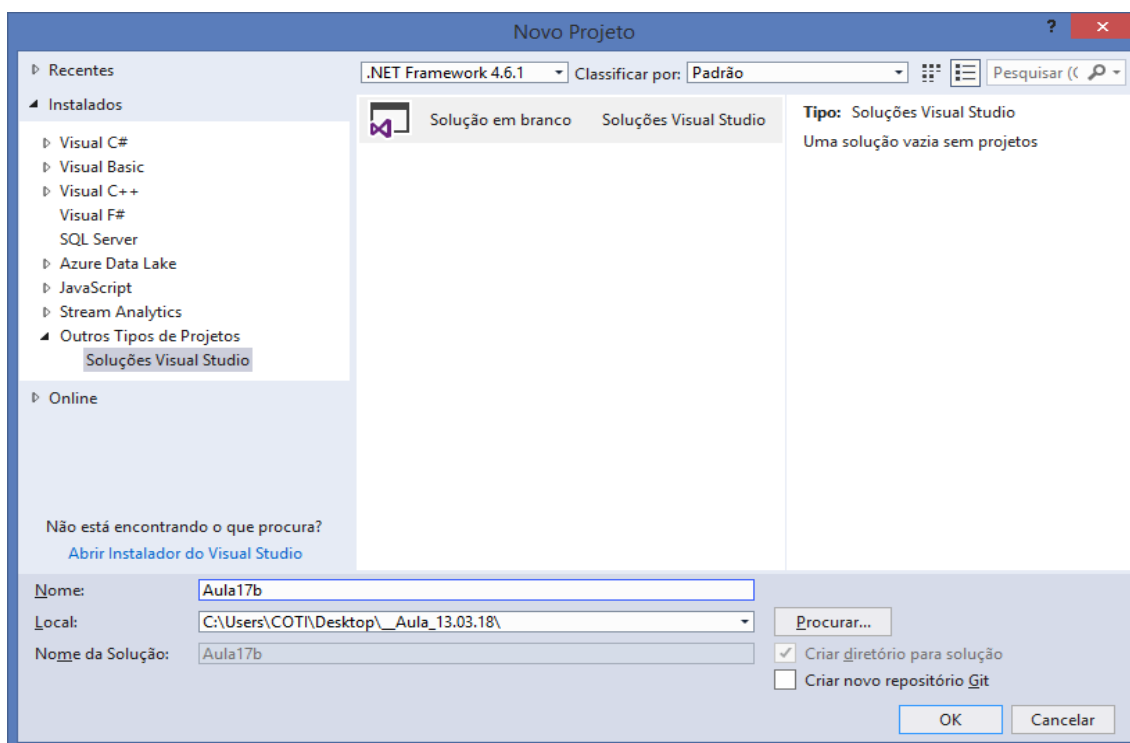 Novo Projeto
?
Recentes
Instalados
Visual C#
Visual Basic
Visual C++
Visual F#
SQL Server
Azure Data Lake
JavaScript
Stream Analytics
Outros Tipos de Projetos
Soluções Visual Studio
Online
Não está encontrando o que procura?
Abrir Instalador do Visual Studio
.NET Framework 4.6.1 Classificar por: Padrão
Pesquisar (C
Solução em branco Soluções Visual Studio
Tipo: Soluções Visual Studio
Uma solução vazia sem projetos
Nome: Aula17b
Local: C:\Users\COTI\Desktop\__Aula_13.03.18\ Procurar...
Nome da Solução: Aula17b
Criar diretório para solução
Criar novo repositório Git
OK Cancelar